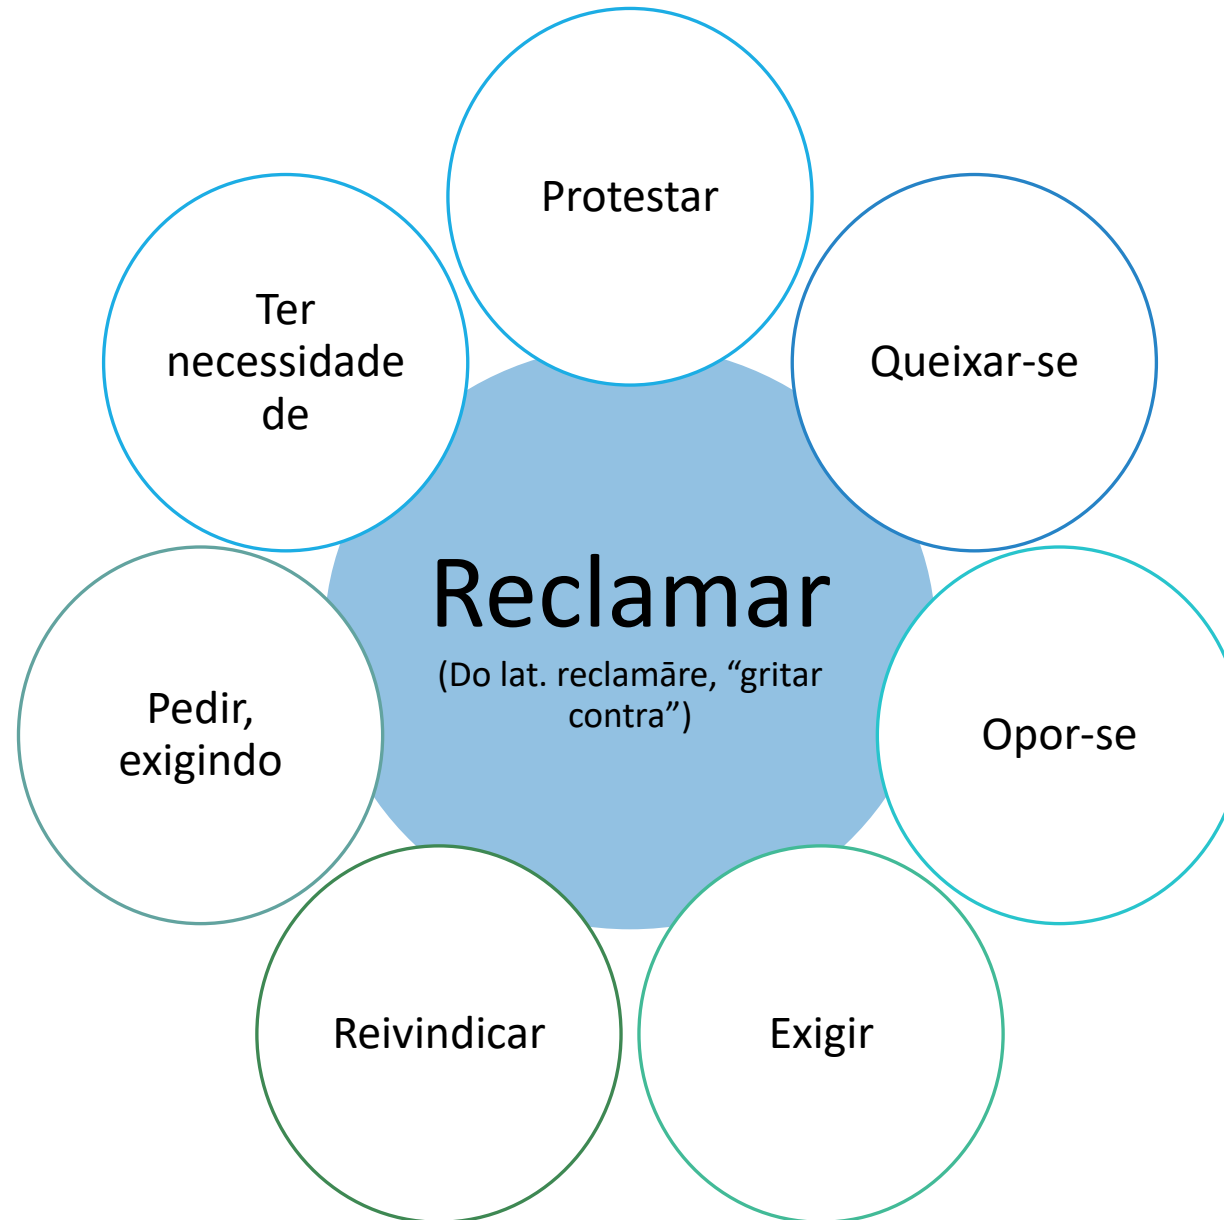 Protestar
Ter
necessidade
de
Queixar-se
Reclamar
(Do lat. reclamāre, “gritar
contra”)
Pedir,
exigindo
Opor-se
Reivindicar
Exigir